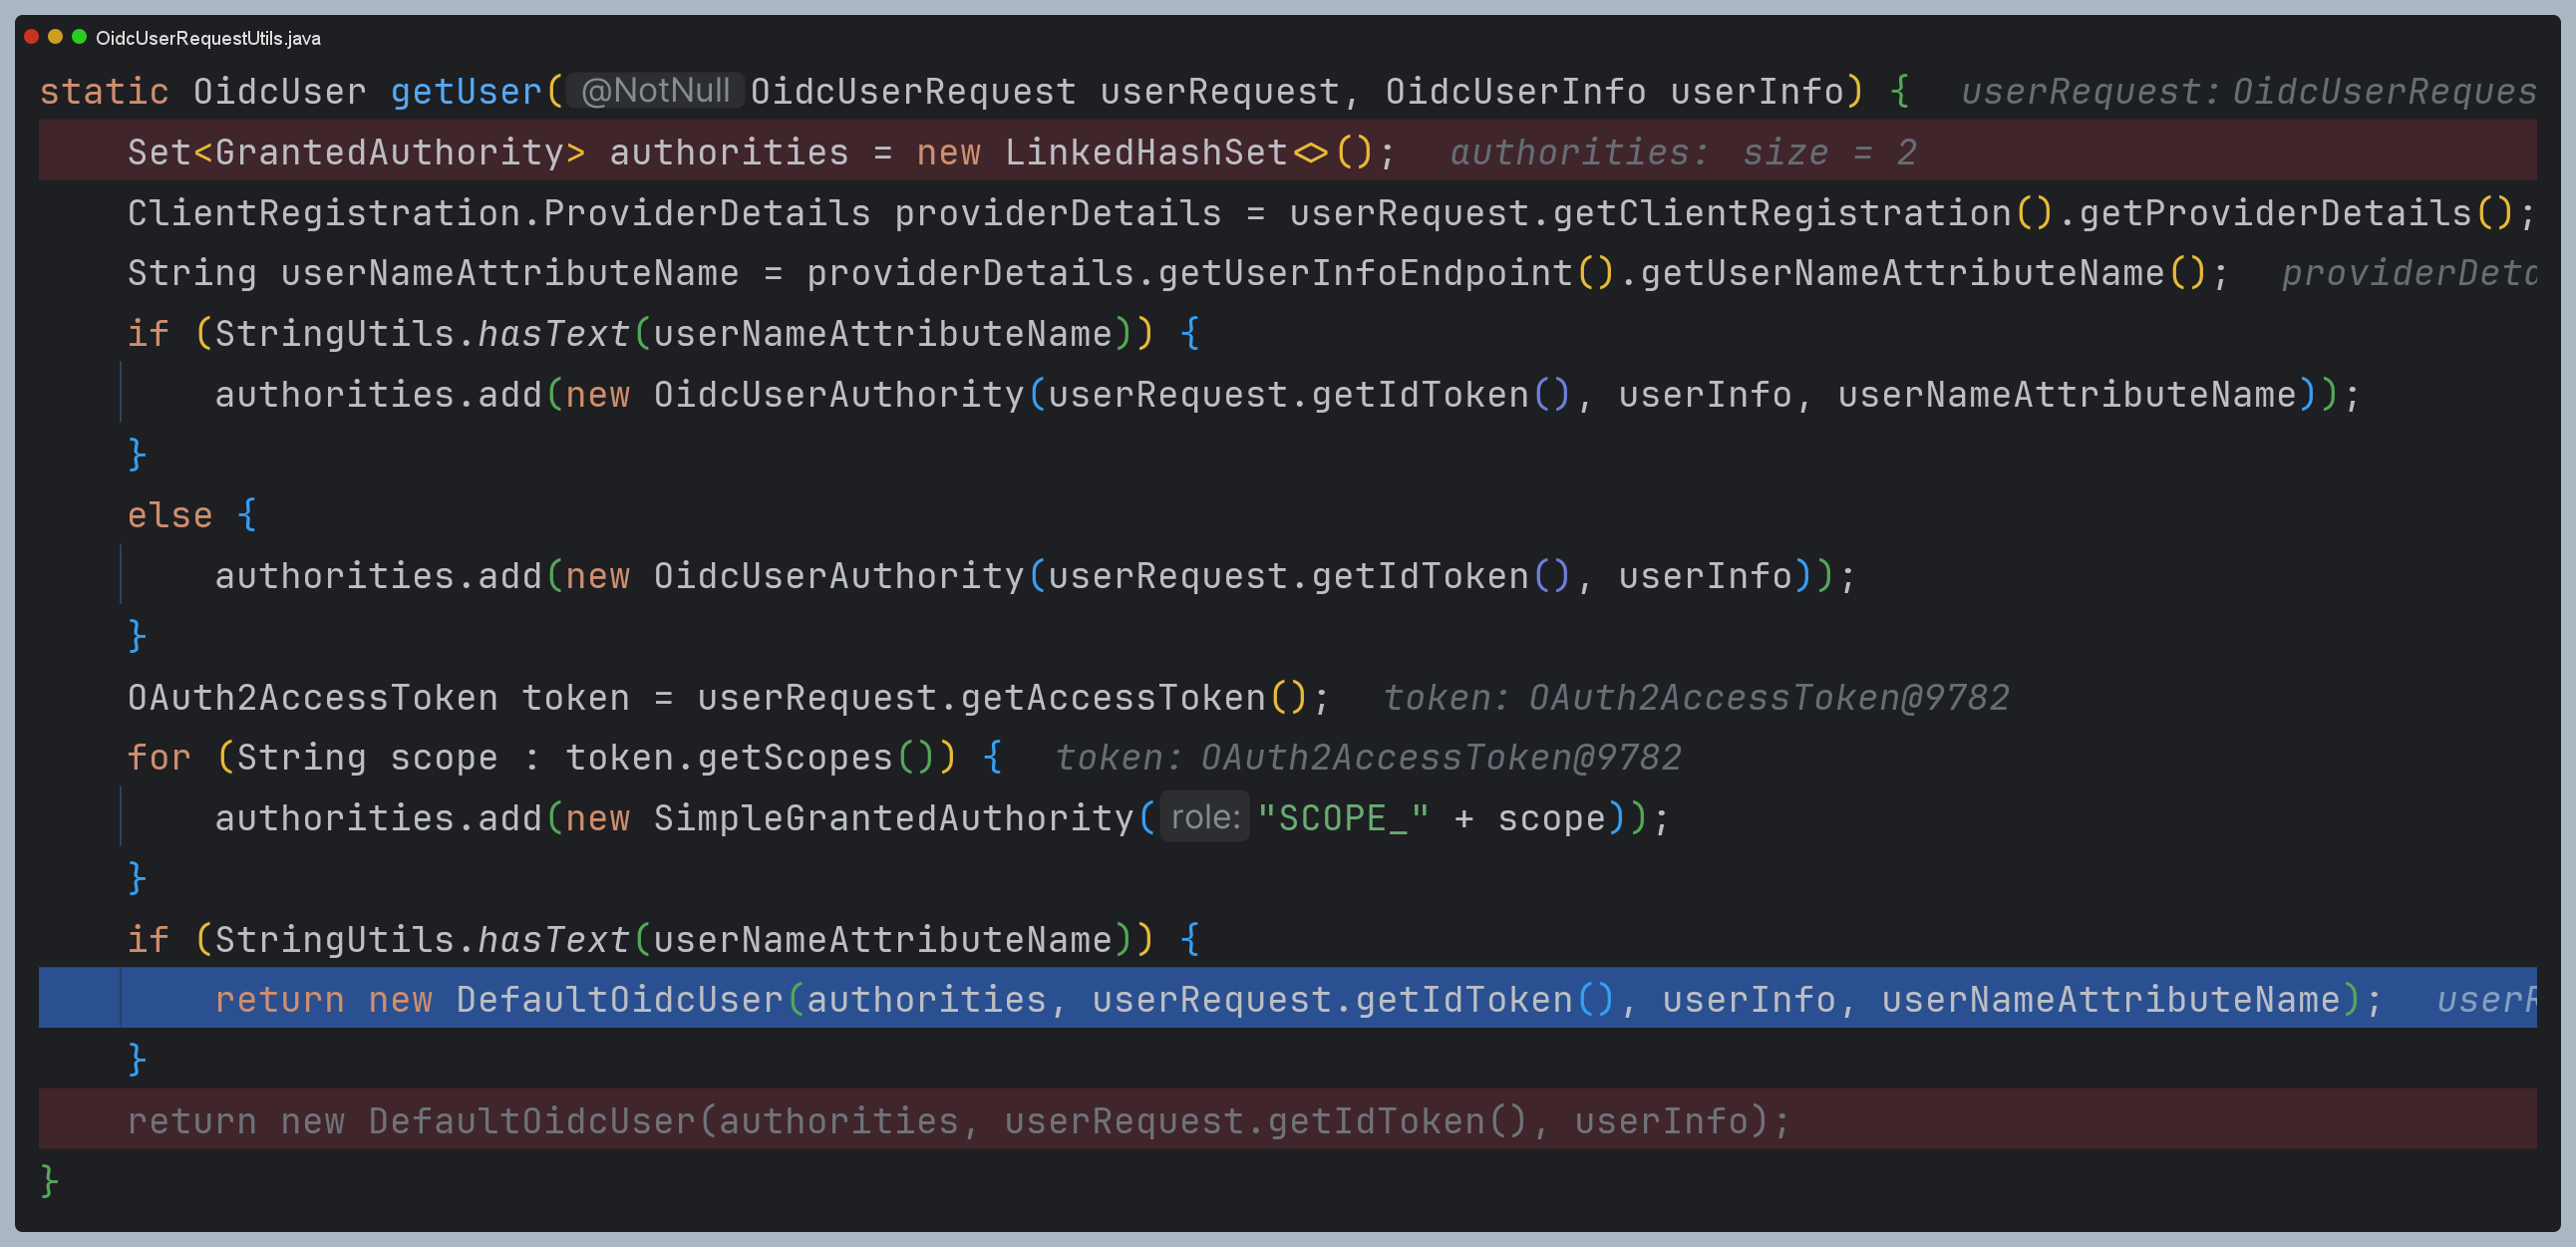 OidcUserRequestUtils.java
static OidcUser getUser( @NotNull OidcUserRequest userRequest, OidcUserInfo userInfo) { userRequest: OidcUserReques
Set<GrantedAuthority> authorities = new LinkedHashSet<>(); authorities: size = 2
ClientRegistration.ProviderDetails providerDetails = userRequest.getClientRegistration().getProviderDetails();
String userNameAttributeName = providerDetails.getUserInfoEndpoint().getUserNameAttributeName(); providerDeta
if (StringUtils.hasText(userNameAttributeName)) {
authorities.add(new OidcUserAuthority(userRequest.getIdToken(), userInfo, userNameAttributeName));
}
else {
authorities.add(new OidcUserAuthority(userRequest.getIdToken(), userInfo));
}
OAuth2AccessToken token = userRequest.getAccessToken(); token: OAuth2AccessToken@9782
for (String scope : token.getScopes()) { token: OAuth2AccessToken@9782
authorities.add(new SimpleGrantedAuthority( role: "SCOPE_" + scope));
}
if (StringUtils.hasText(userNameAttributeName)) {
return new DefaultOidcUser(authorities, userRequest.getIdToken(), userInfo, userNameAttributeName); userR
}
return new DefaultOidcUser(authorities, userRequest.getIdToken(), userInfo);
}